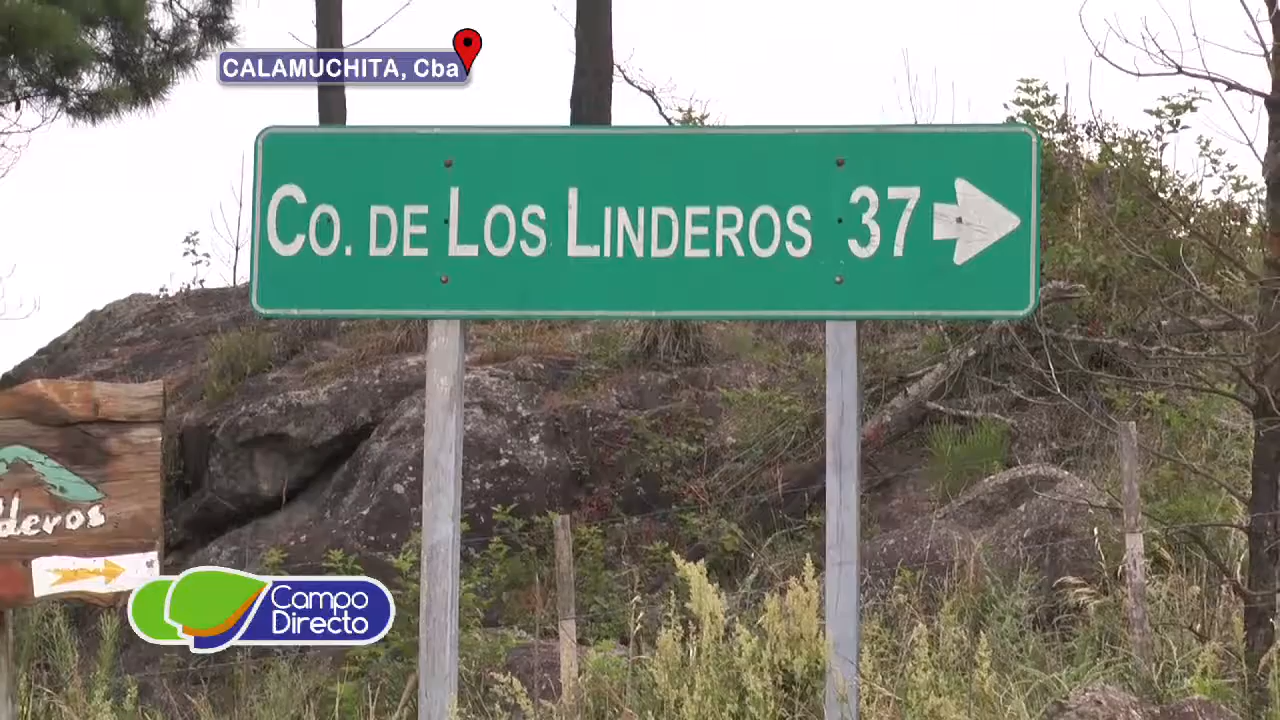 CALAMUCHITA, Cba
CO. DE LOS LINDEROS 37
deros
Campo
Directo